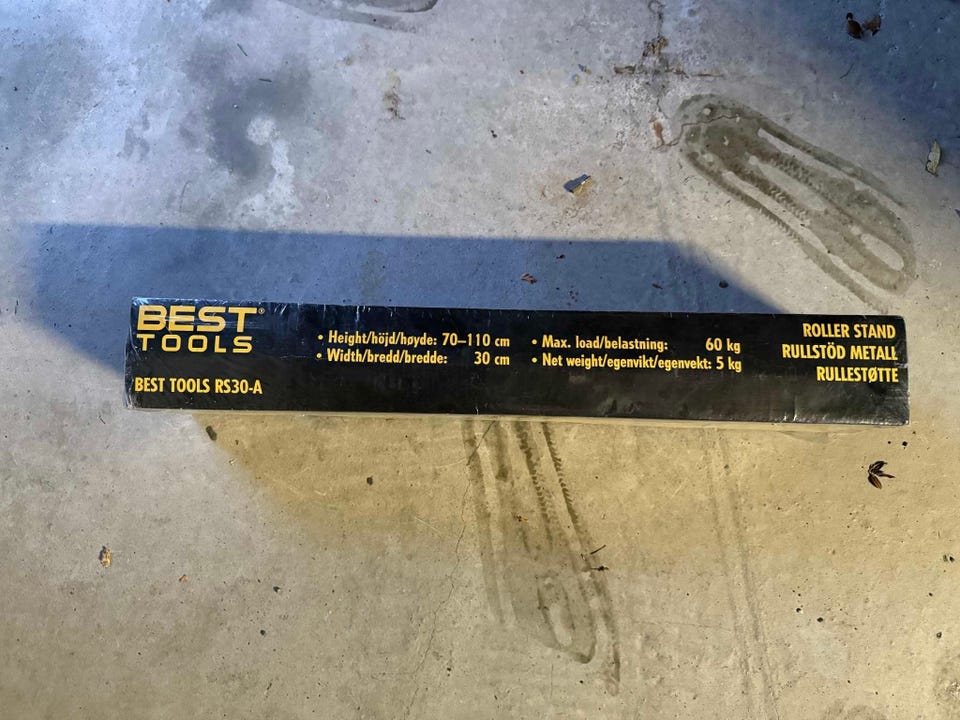 BEST®
TOOLS
BEST TOOLS RS30-A
• Height/höjd/høyde: 70–110 cm
• Width/bredd/bredde: 30 cm
• Max. load/belastning: 60 kg
• Net weight/egenvikt/egenvekt: 5 kg
ROLLER STAND
RULLSTÖD METALL
RULLESTØTTE